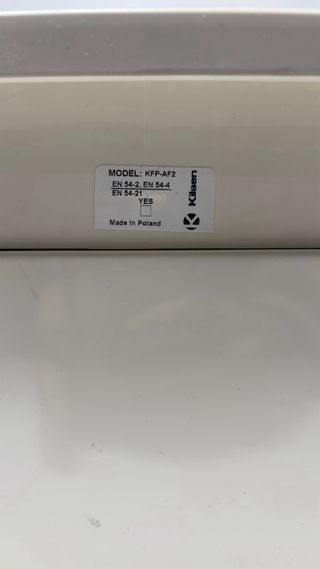 MODEL: KFP-AF2
EN 54-2, EN 54-4
EN 54-21
YES
Made in Poland
Kilsen